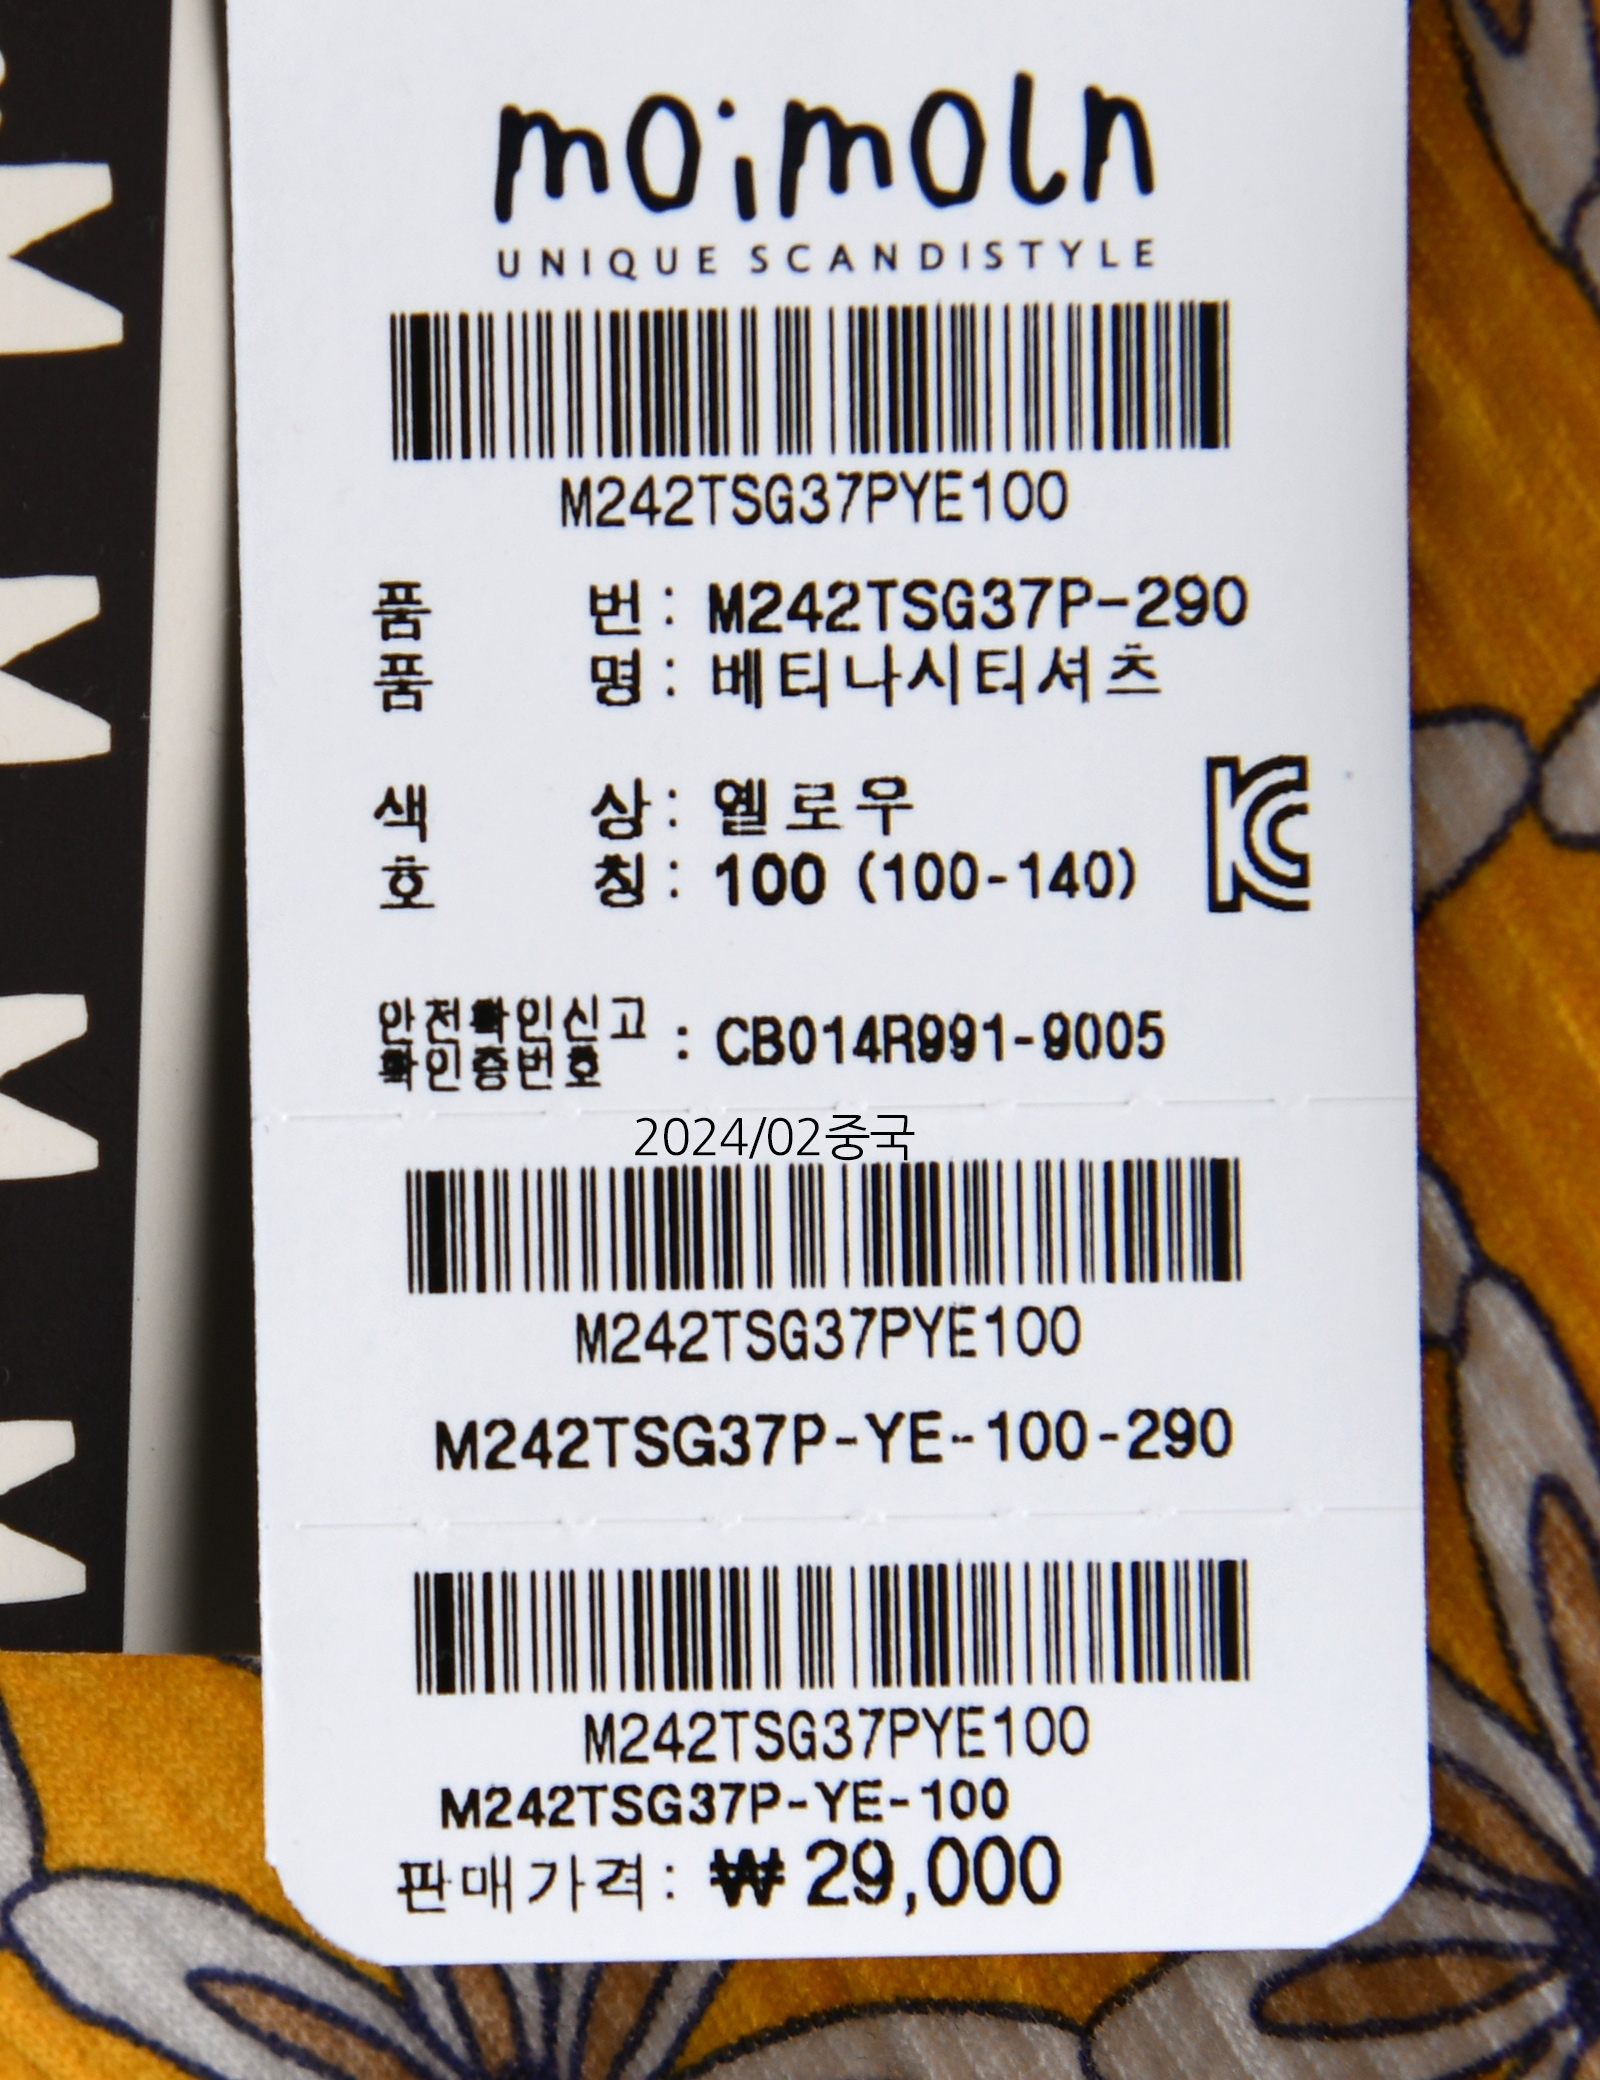 moimoln
UNIQUE SCANDISTYLE
M242TSG37PYE100
품 번 : M242TSG37P-290
품 명 : 베티나시티셔츠
색 상 : 옐로우
호 칭 : 100 (100-140)
안전확인신고
확인증번호 : CB014R991-9005
2024/02중국
M242TSG37PYE100
M242TSG37P-YE-100-290
M242TSG37PYE100
M242TSG37P-YE-100
판매가격: ₩ 29,000